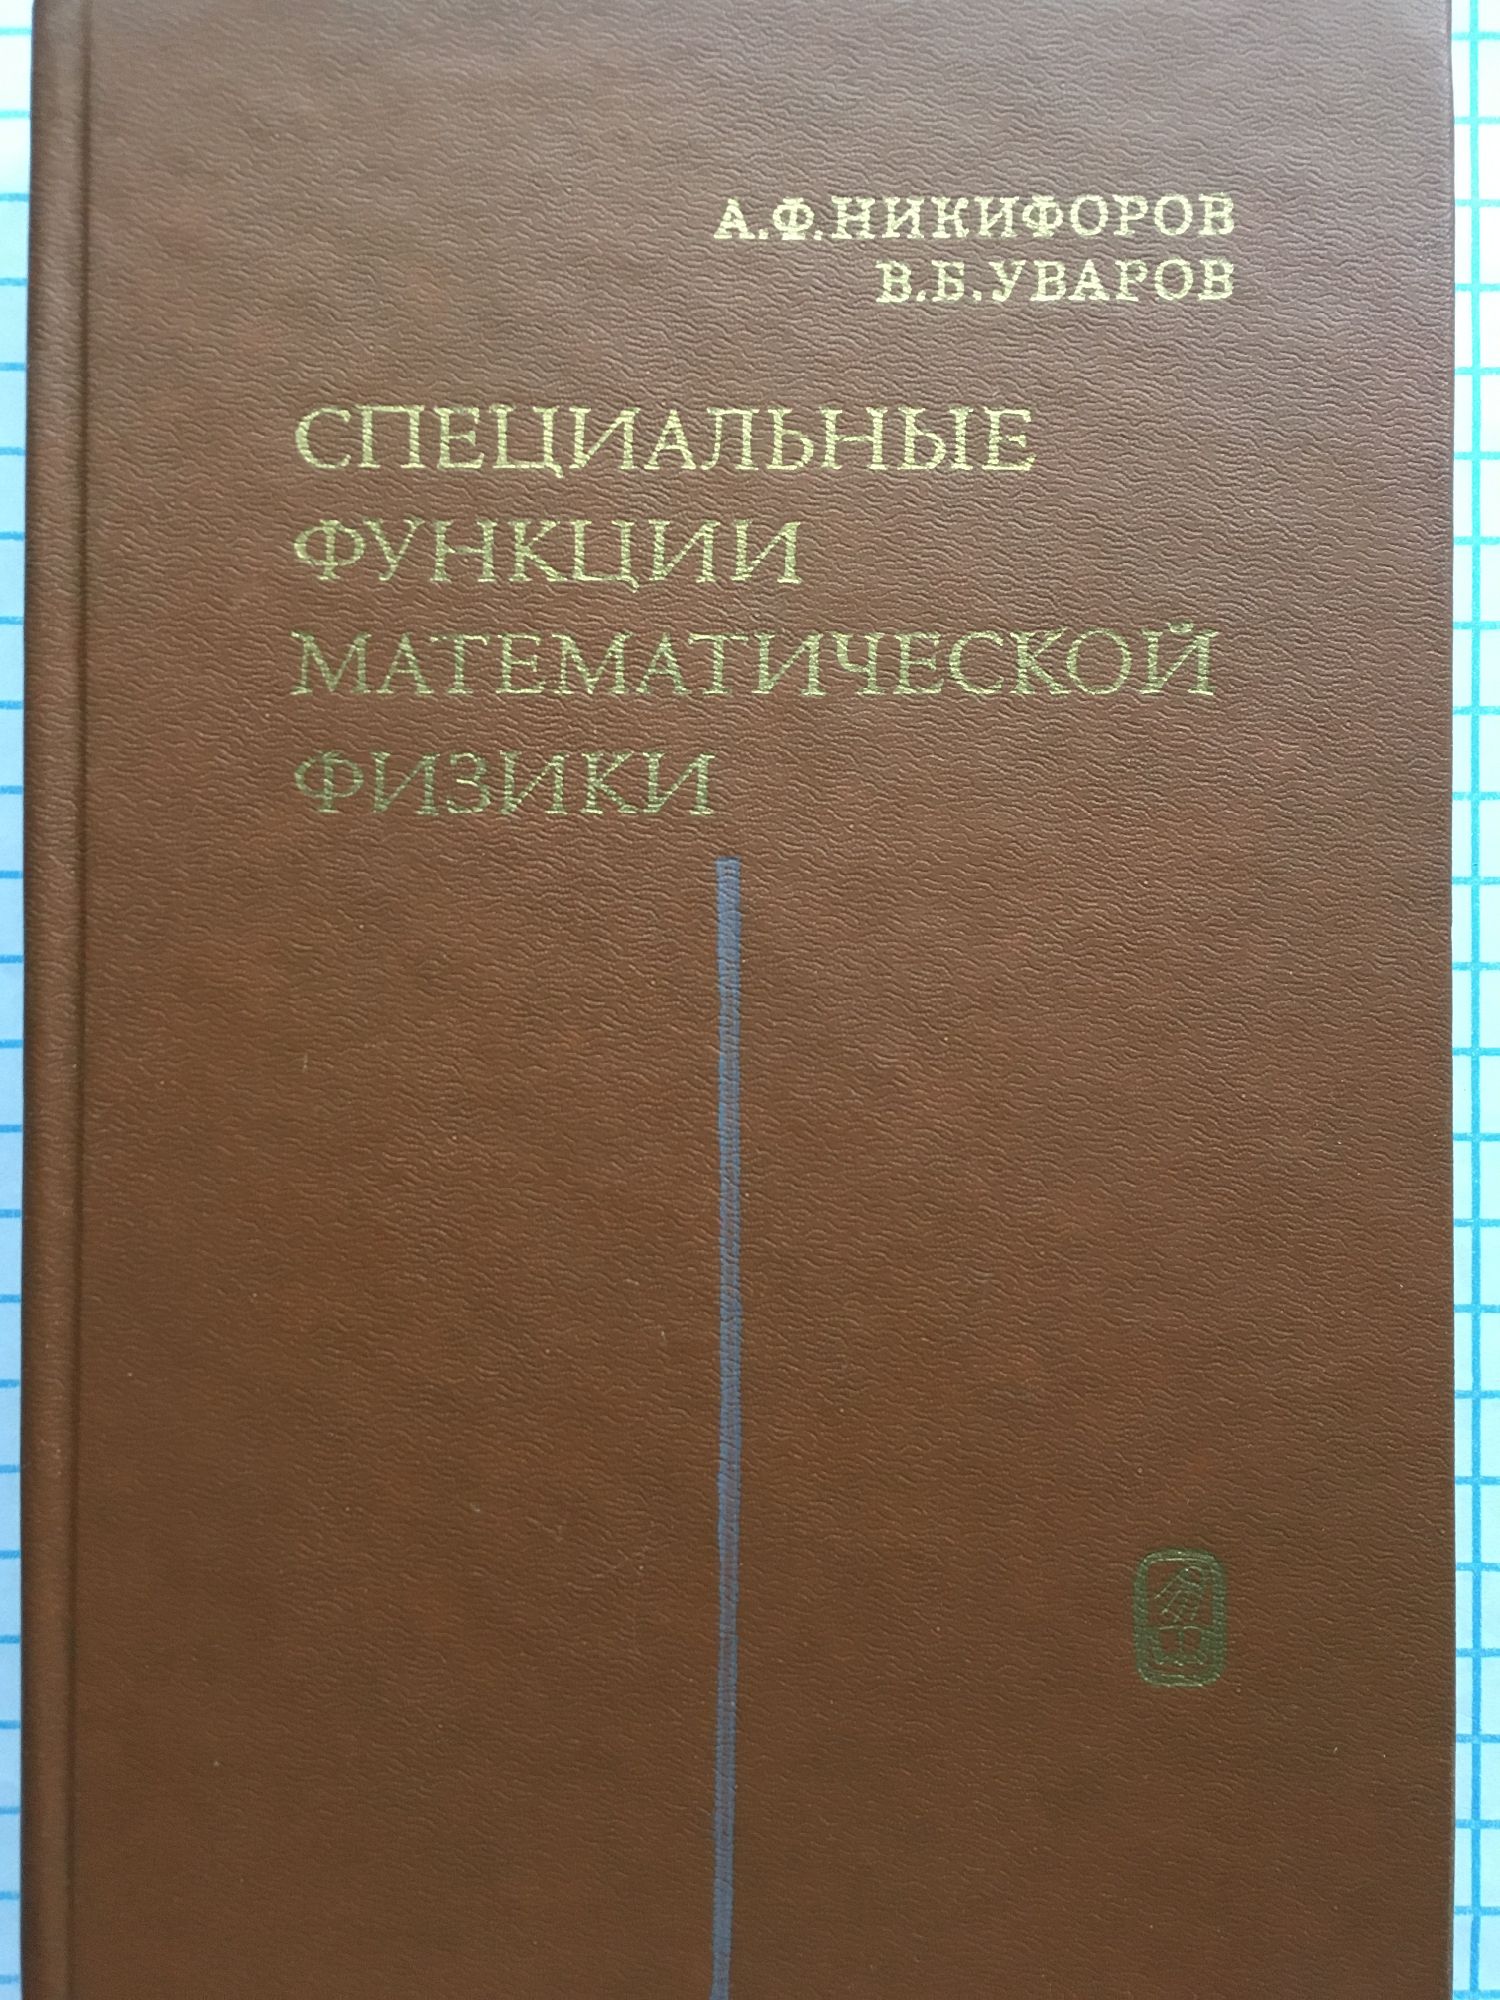 А.Ф.НИКИФОРОВ
В.Б.УВАРОВ
СПЕЦИАЛЬНЫЕ
ФУНКЦИИ
МАТЕМАТИЧЕСКОЙ
ФИЗИКИ